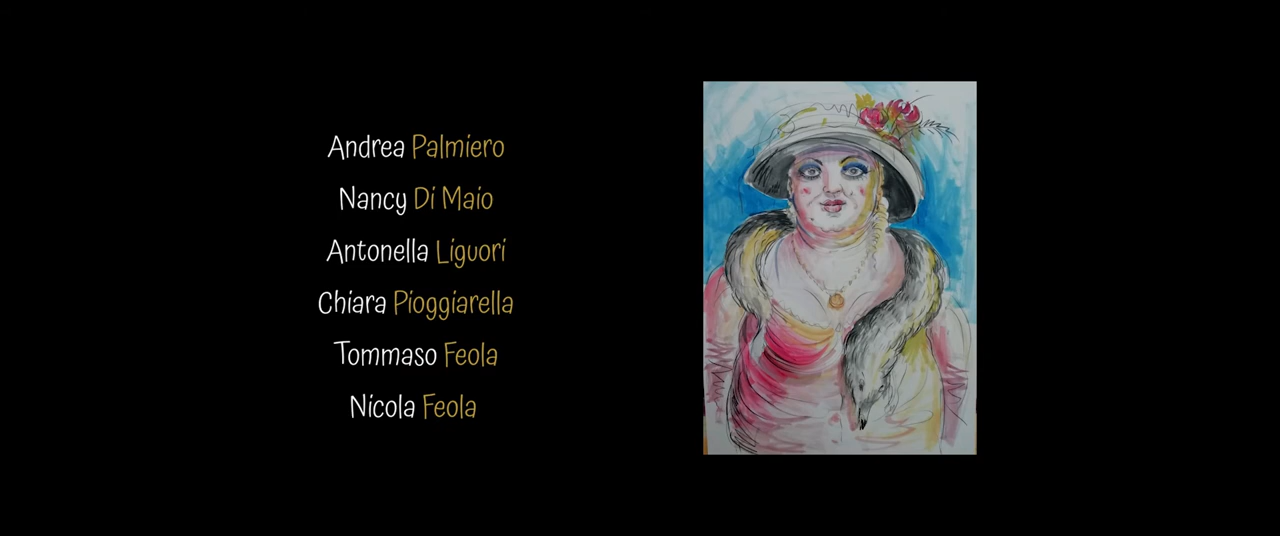 Andrea Palmiero
Nancy Di Maio
Antonella Liguori
Chiara Pioggiarella
Tommaso Feola
Nicola Feola